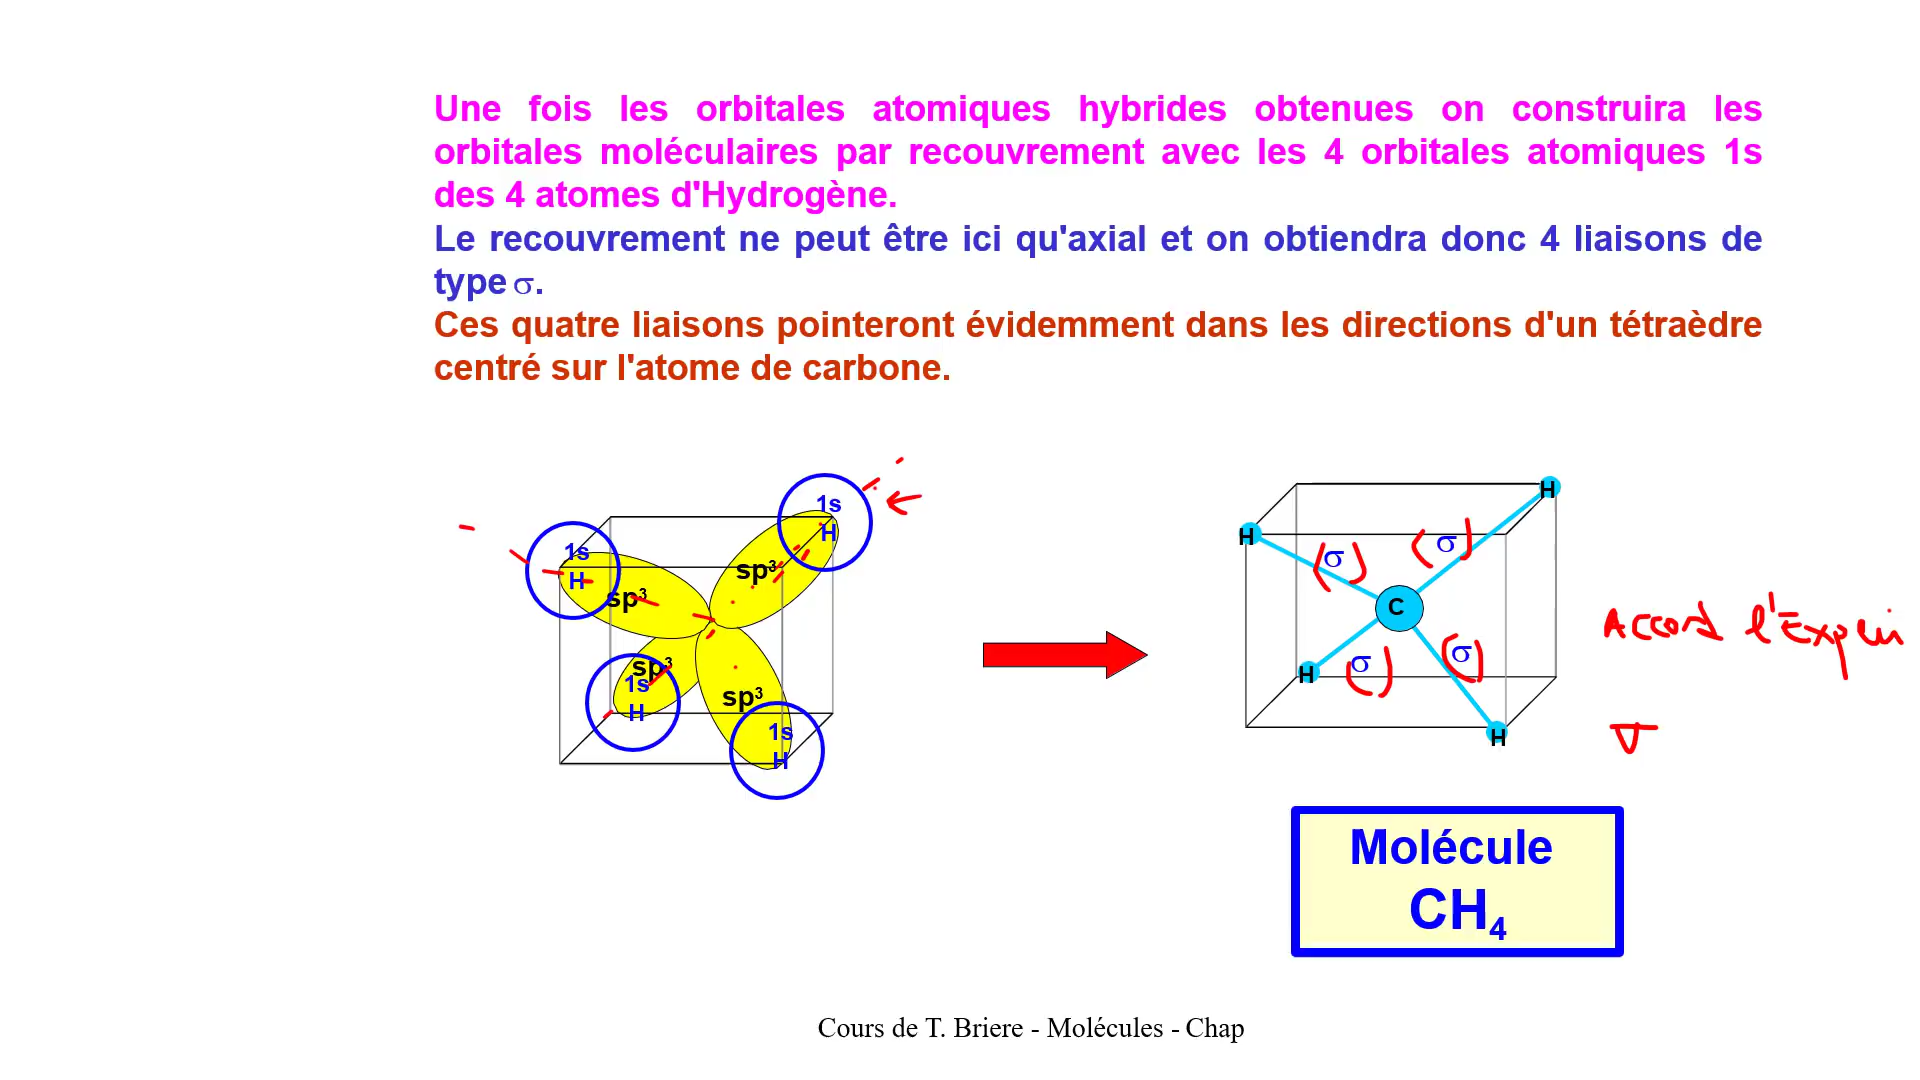 Une fois les orbitales atomiques hybrides obtenues on construira les
orbitales moléculaires par recouvrement avec les 4 orbitales atomiques 1s
des 4 atomes d'Hydrogène.
Le recouvrement ne peut être ici qu'axial et on obtiendra donc 4 liaisons de
type σ.
Ces quatre liaisons pointeront évidemment dans les directions d'un tétraèdre
centré sur l'atome de carbone.
1s
H
sp³
1s
H
sp³
sp³
1s
H
sp³
1s
H
H
H
σ
σ
C
H
σ
σ
H
Accord l'Expéri
Molécule
CH₄
Cours de T. Briere - Molécules - Chap